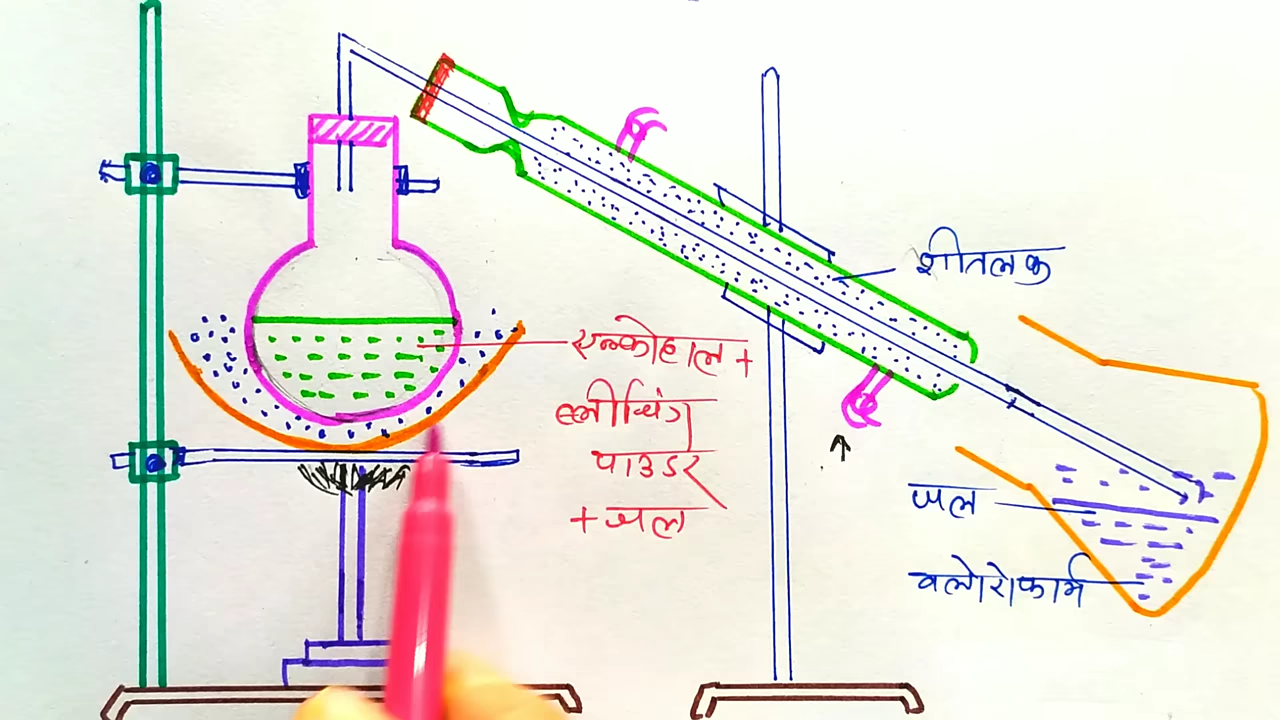 शीतलक
एल्कोहाल +
ब्लीचिंग
पाउडर
+ जल
जल
क्लोरोफार्म